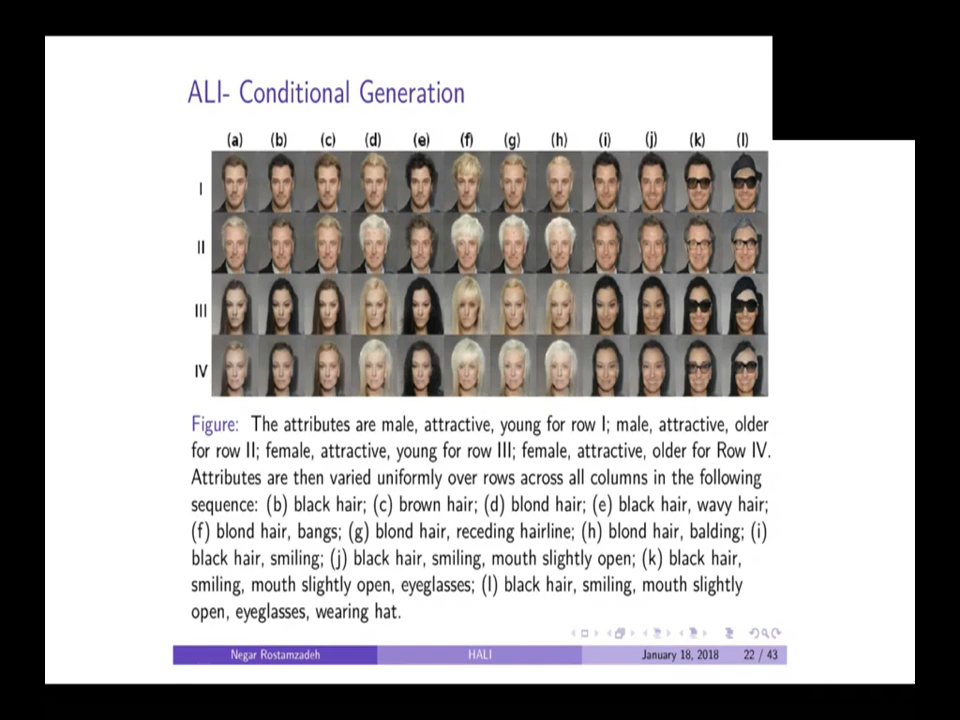 ALI- Conditional Generation
(a) (b) (c) (d) (e) (f) (g) (h) (i) (j) (k) (l)
I
II
III
IV
Figure: The attributes are male, attractive, young for row I; male, attractive, older
for row II; female, attractive, young for row III; female, attractive, older for Row IV.
Attributes are then varied uniformly over rows across all columns in the following
sequence: (b) black hair; (c) brown hair; (d) blond hair; (e) black hair, wavy hair;
(f) blond hair, bangs; (g) blond hair, receding hairline; (h) blond hair, balding; (i)
black hair, smiling; (j) black hair, smiling, mouth slightly open; (k) black hair,
smiling, mouth slightly open, eyeglasses; (l) black hair, smiling, mouth slightly
open, eyeglasses, wearing hat.
Negar Rostamzadeh HALI January 18, 2018 22 / 43